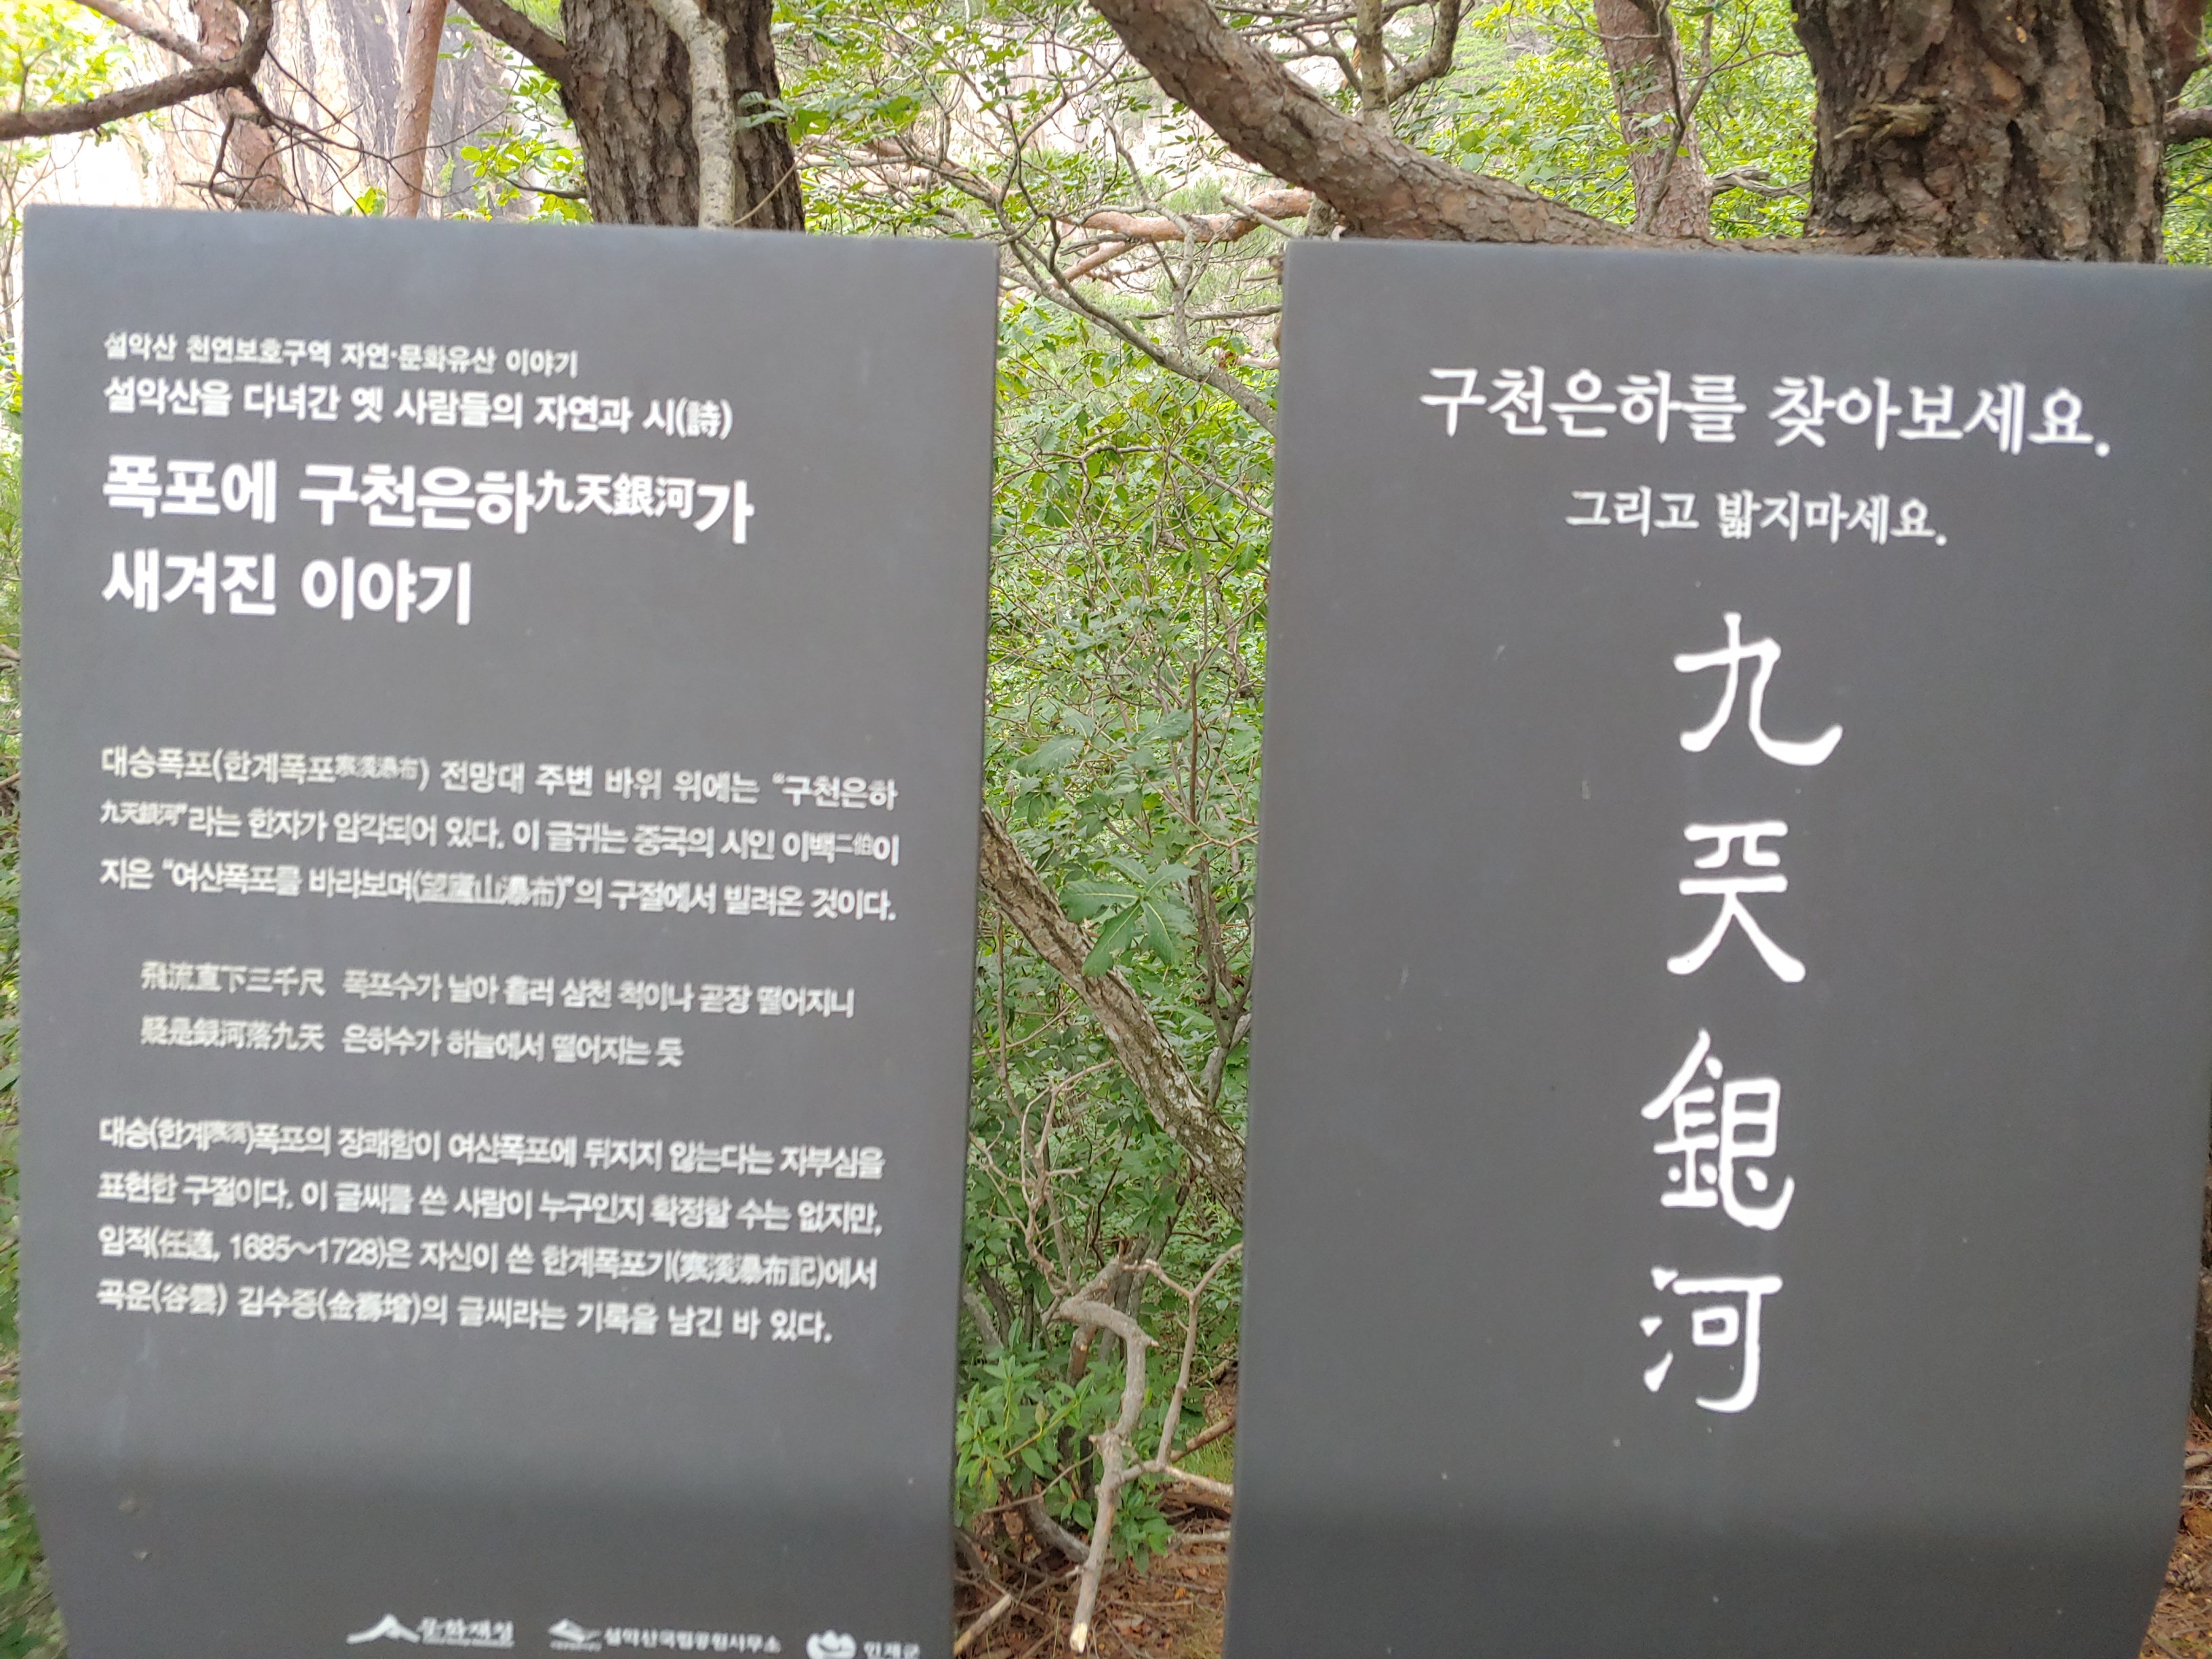 설악산 천연보호구역 자연·문화유산 이야기
설악산을 다녀간 옛 사람들의 자연과 시(詩)
폭포에 구천은하九天銀河가
새겨진 이야기
대승폭포(한계폭포寒溪瀑布) 전망대 주변 바위 위에는 “구천은하
九天銀河”라는 한자가 암각되어 있다. 이 글귀는 중국의 시인 이백二伯이
지은 “여산폭포를 바라보며(望廬山瀑布)”의 구절에서 빌려온 것이다.
飛流直下三千尺 폭포수가 날아 흘러 삼천 척이나 곧장 떨어지니
疑是銀河落九天 은하수가 하늘에서 떨어지는 듯
대승(한계寒溪)폭포의 장쾌함이 여산폭포에 뒤지지 않는다는 자부심을
표현한 구절이다. 이 글씨를 쓴 사람이 누구인지 확정할 수는 없지만,
임적(任適, 1685~1728)은 자신이 쓴 한계폭포기(寒溪瀑布記)에서
곡운(谷雲) 김수증(金壽增)의 글씨라는 기록을 남긴 바 있다.
문화재청 설악산국립공원사무소 인제군
구천은하를 찾아보세요.
그리고 밟지마세요.
九
天
銀
河